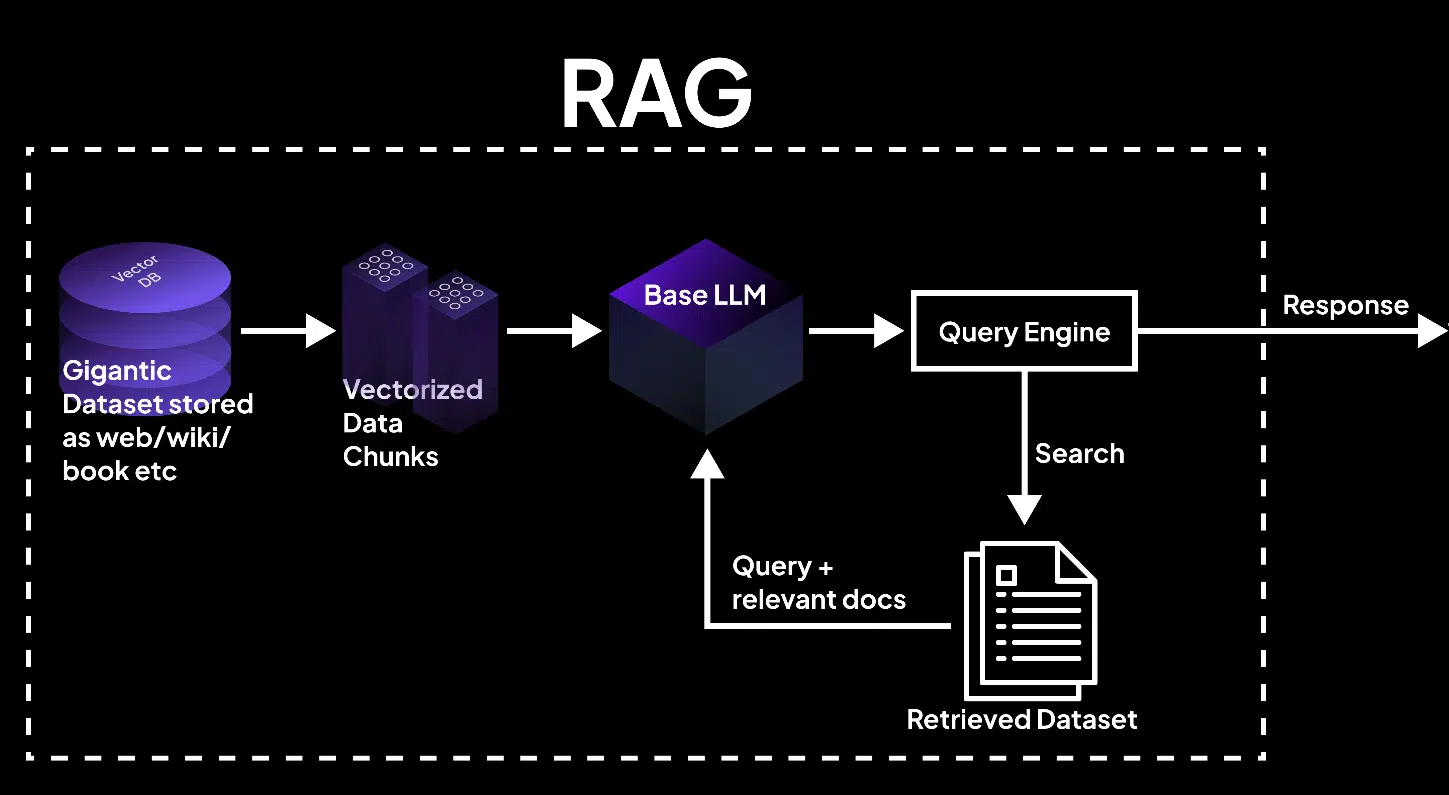 RAG
Vector
DB
Gigantic
Dataset stored
as web/wiki/
book etc
Vectorized
Data
Chunks
Base LLM
Query Engine
Response
Search
Query +
relevant docs
Retrieved Dataset